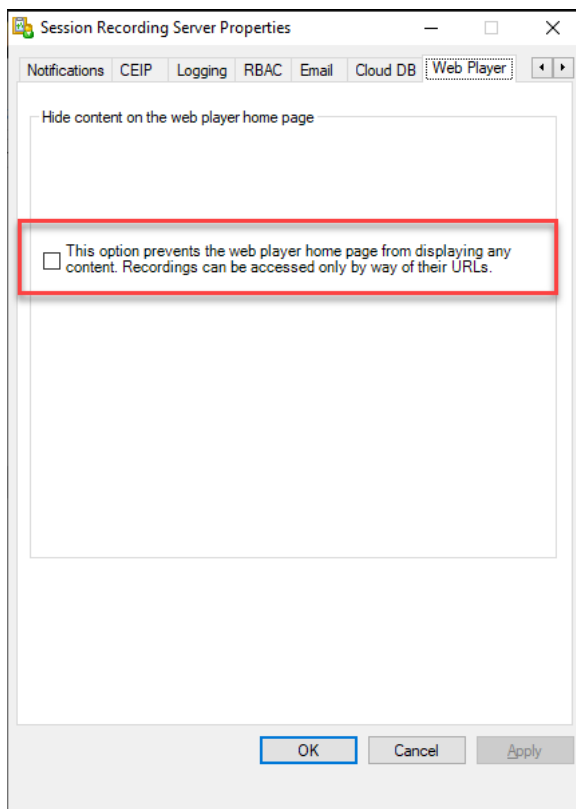 Session Recording Server Properties
Notifications CEIP Logging RBAC Email Cloud DB Web Player
Hide content on the web player home page
This option prevents the web player home page from displaying any
content. Recordings can be accessed only by way of their URLs.
OK Cancel Apply